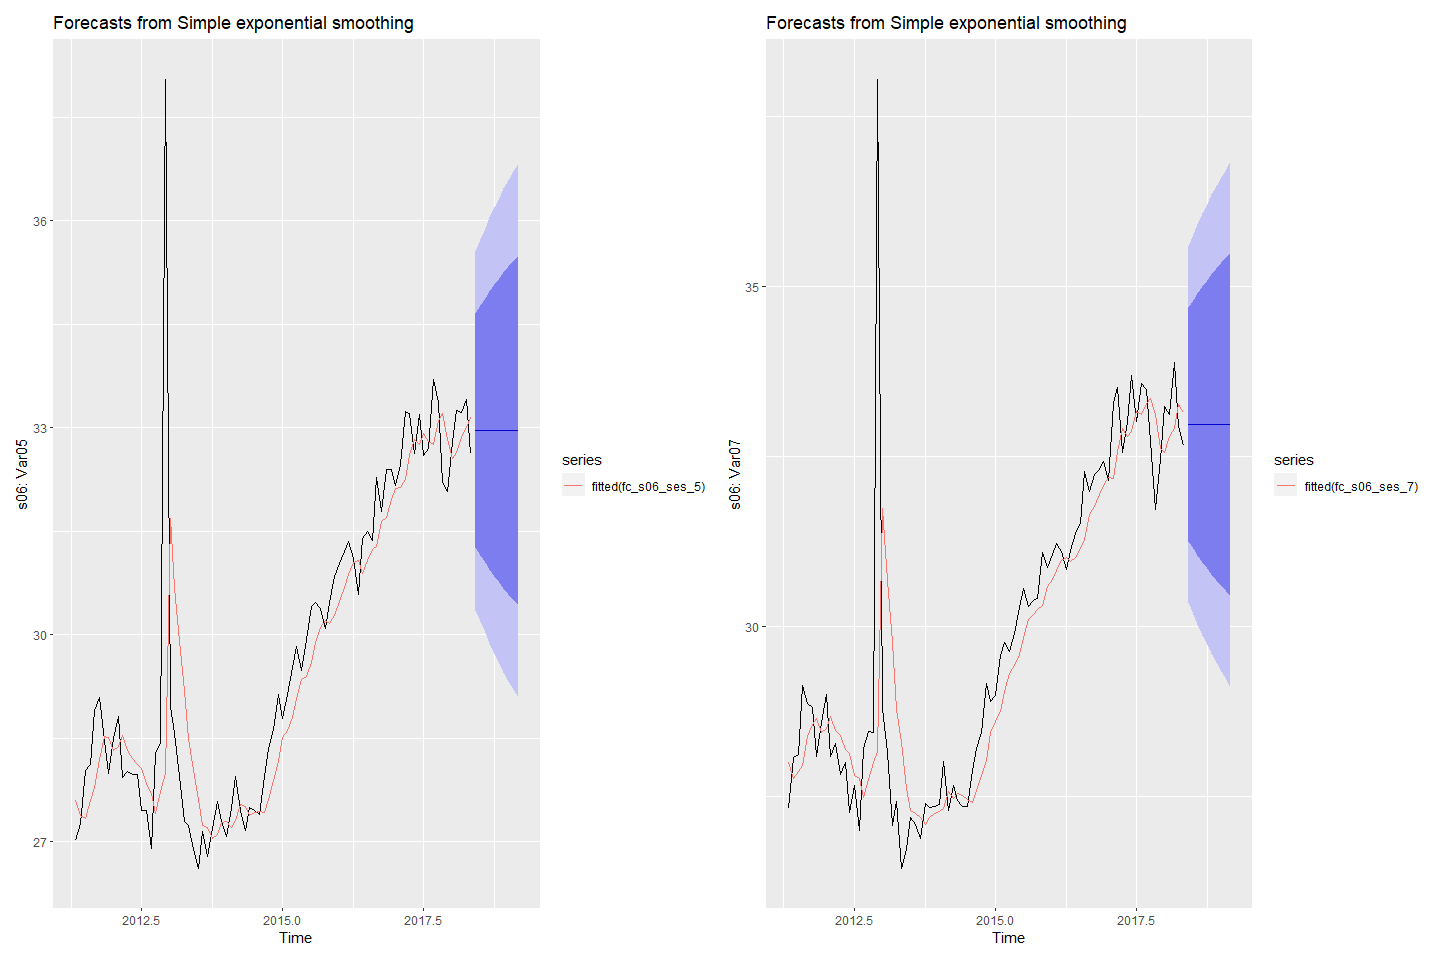 Forecasts from Simple exponential smoothing
36
33
30
27
s06: Var05
2012.5
2015.0
2017.5
Time
series
fitted(fc_s06_ses_5)
Forecasts from Simple exponential smoothing
35
30
s06: Var07
2012.5
2015.0
2017.5
Time
series
fitted(fc_s06_ses_7)